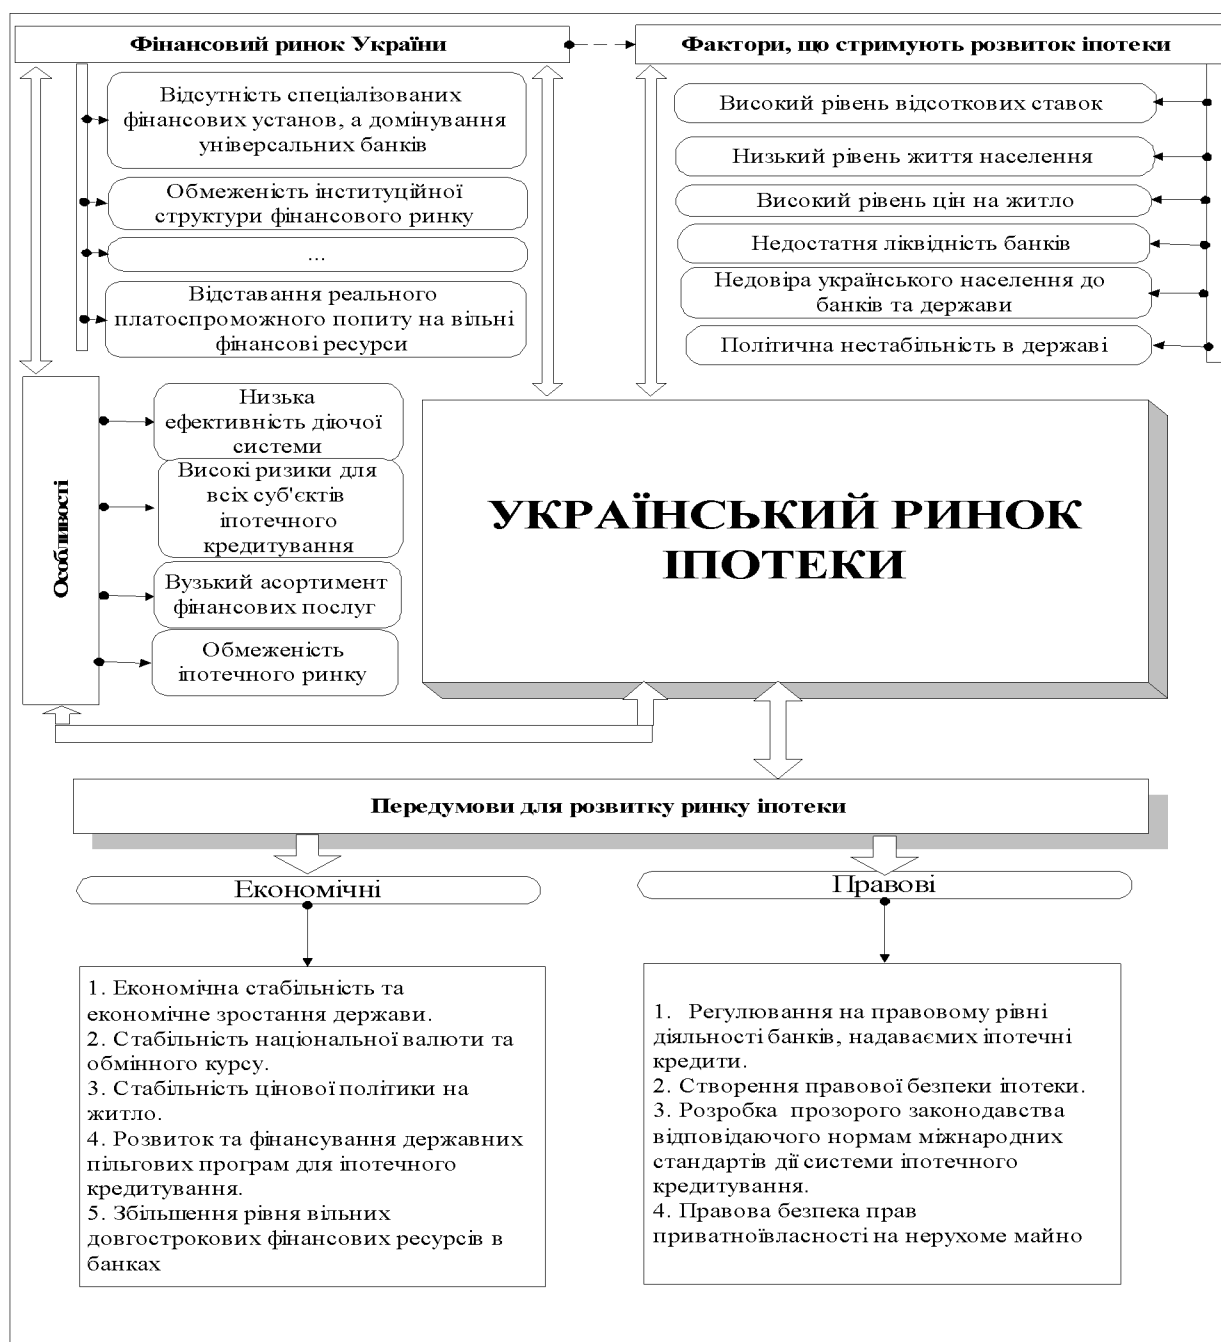 Фінансовий ринок України
Фактори, що стримують розвиток іпотеки
Відсутність спеціалізованих
фінансових установ, а домінування
універсальних банків
Обмеженість інституційної
структури фінансового ринку
...
Відставання реального
платоспроможного попиту на вільні
фінансові ресурси
Високий рівень відсоткових ставок
Низький рівень життя населення
Високий рівень цін на житло
Недостатня ліквідність банків
Недовіра українського населення до
банків та держави
Політична нестабільність в державі
Особливості
Низька
ефективність діючої
системи
Високі ризики для
всіх суб'єктів
іпотечного
кредитування
Вузький асортимент
фінансових послуг
Обмеженість
іпотечного ринку
УКРАЇНСЬКИЙ РИНОК
ІПОТЕКИ
Передумови для розвитку ринку іпотеки
Економічні
Правові
1. Економічна стабільність та
економічне зростання держави.
2. Стабільність національної валюти та
обмінного курсу.
3. Стабільність цінової політики на
житло.
4. Розвиток та фінансування державних
пільгових програм для іпотечного
кредитування.
5. Збільшення рівня вільних
довгострокових фінансових ресурсів в
банках
1. Регулювання на правовому рівні
діяльності банків, надаваємих іпотечні
кредити.
2. Створення правової безпеки іпотеки.
3. Розробка прозорого законодавства
відповідаючого нормам міжнародних
стандартів дії системи іпотечного
кредитування.
4. Правова безпека прав
приватноївласності на нерухоме майно